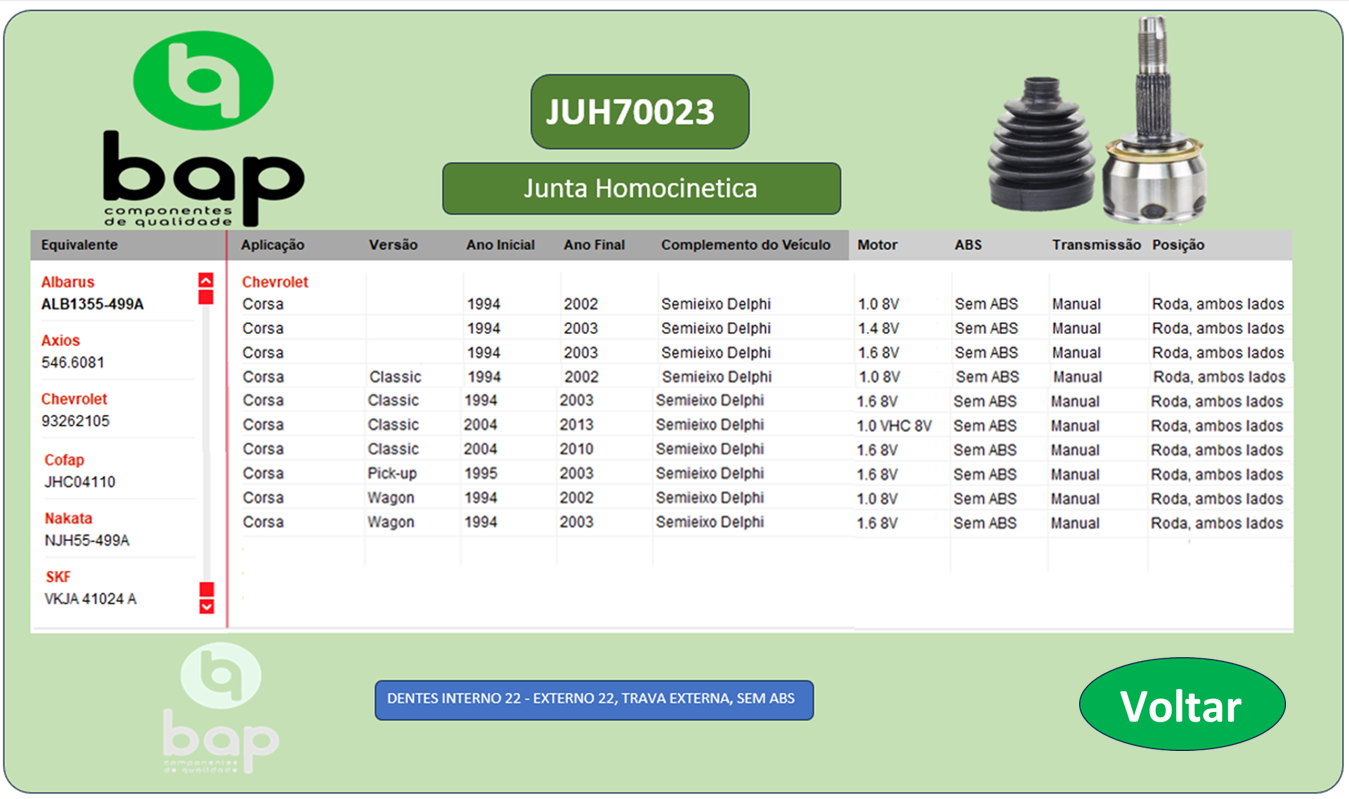 bap
componentes
de qualidade
JUH70023
Junta Homocinetica
Equivalente
Albarus
ALB1355-499A
Axios
546.6081
Chevrolet
93262105
Cofap
JHC04110
Nakata
NJH55-499A
SKF
VKJA 41024 A
Aplicação Versão Ano Inicial Ano Final Complemento do Veículo Motor ABS Transmissão Posição
Chevrolet
Corsa 1994 2002 Semieixo Delphi 1.0 8V Sem ABS Manual Roda, ambos lados
Corsa 1994 2003 Semieixo Delphi 1.4 8V Sem ABS Manual Roda, ambos lados
Corsa 1994 2003 Semieixo Delphi 1.6 8V Sem ABS Manual Roda, ambos lados
Corsa Classic 1994 2002 Semieixo Delphi 1.0 8V Sem ABS Manual Roda, ambos lados
Corsa Classic 1994 2003 Semieixo Delphi 1.6 8V Sem ABS Manual Roda, ambos lados
Corsa Classic 2004 2013 Semieixo Delphi 1.0 VHC 8V Sem ABS Manual Roda, ambos lados
Corsa Classic 2004 2010 Semieixo Delphi 1.6 8V Sem ABS Manual Roda, ambos lados
Corsa Pick-up 1995 2003 Semieixo Delphi 1.6 8V Sem ABS Manual Roda, ambos lados
Corsa Wagon 1994 2002 Semieixo Delphi 1.0 8V Sem ABS Manual Roda, ambos lados
Corsa Wagon 1994 2003 Semieixo Delphi 1.6 8V Sem ABS Manual Roda, ambos lados
bap
componentes
de qualidade
DENTES INTERNO 22 - EXTERNO 22, TRAVA EXTERNA, SEM ABS
Voltar